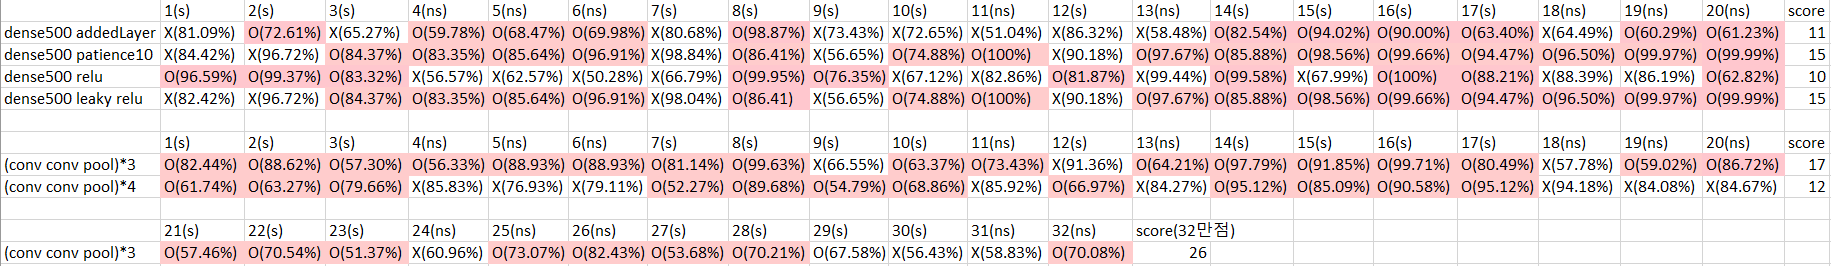 1(s) 2(s) 3(s) 4(ns) 5(ns) 6(ns) 7(s) 8(s) 9(s) 10(s) 11(ns) 12(s) 13(ns) 14(s) 15(s) 16(s) 17(s) 18(ns) 19(ns) 20(ns) score
dense500 addedLayer X(81.09%) O(72.61%) X(65.27%) O(59.78%) O(68.47%) O(69.98%) X(80.68%) O(98.87%) X(73.43%) X(72.65%) X(51.04%) X(86.32%) X(58.48%) O(82.54%) O(94.02%) O(90.00%) O(63.40%) X(64.49%) O(60.29%) O(61.23%) 11
dense500 patience10 X(84.42%) X(96.72%) O(84.37%) O(83.35%) O(85.64%) O(96.91%) X(98.84%) O(86.41%) X(56.65%) O(74.88%) O(100%) X(90.18%) O(97.67%) O(85.88%) O(98.56%) O(99.66%) O(94.47%) O(96.50%) O(99.97%) O(99.99%) 15
dense500 relu O(96.59%) O(99.37%) O(83.32%) X(56.57%) X(62.57%) X(50.28%) X(66.79%) O(99.95%) O(76.35%) X(67.12%) X(82.86%) O(81.87%) X(99.44%) O(99.58%) X(67.99%) O(100%) O(88.21%) X(88.39%) X(86.19%) O(62.82%) 10
dense500 leaky relu X(82.42%) X(96.72%) O(84.37%) O(83.35%) O(85.64%) O(96.91%) X(98.04%) O(86.41) X(56.65%) O(74.88%) O(100%) X(90.18%) O(97.67%) O(85.88%) O(98.56%) O(99.66%) O(94.47%) O(96.50%) O(99.97%) O(99.99%) 15
1(s) 2(s) 3(s) 4(ns) 5(ns) 6(ns) 7(s) 8(s) 9(s) 10(s) 11(ns) 12(s) 13(ns) 14(s) 15(s) 16(s) 17(s) 18(ns) 19(ns) 20(ns) score
(conv conv pool)*3 O(82.44%) O(88.62%) O(57.30%) O(56.33%) O(88.93%) O(88.93%) O(81.14%) O(99.63%) X(66.55%) O(63.37%) O(73.43%) X(91.36%) O(64.21%) O(97.79%) O(91.85%) O(99.71%) O(80.49%) X(57.78%) O(59.02%) O(86.72%) 17
(conv conv pool)*4 O(61.74%) O(63.27%) O(79.66%) X(85.83%) X(76.93%) X(79.11%) O(52.27%) O(89.68%) O(54.79%) O(68.86%) X(85.92%) O(66.97%) X(84.27%) O(95.12%) O(85.09%) O(90.58%) O(95.12%) X(94.18%) X(84.08%) X(84.67%) 12
21(s) 22(s) 23(s) 24(ns) 25(ns) 26(ns) 27(s) 28(s) 29(s) 30(s) 31(ns) 32(ns) score(32만점)
(conv conv pool)*3 O(57.46%) O(70.54%) O(51.37%) X(60.96%) O(73.07%) O(82.43%) O(53.68%) O(70.21%) O(67.58%) X(56.43%) X(58.83%) O(70.08%) 26